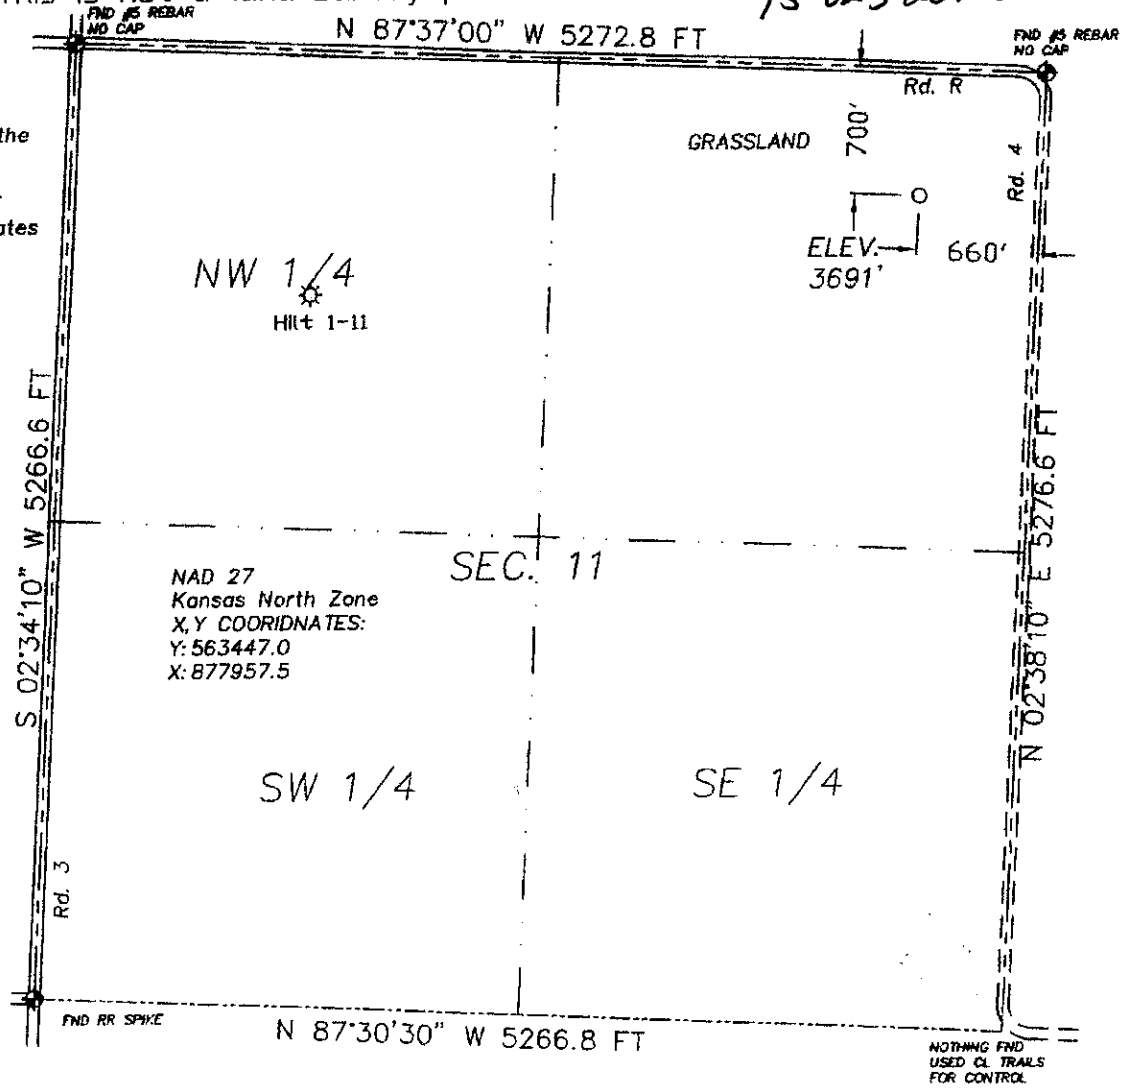 FND #5 REBAR
NO CAP
N 87°37'00" W 5272.8 FT
FND #5 REBAR
NO CAP
Rd. R
the
GRASSLAND
700'
Rd. 4
NW 1/4
Hilt 1-11
ELEV.
3691'
660'
S 02°34'10" W 5266.6 FT
N 02°38'10" E 5276.6 FT
SEC. 11
NAD 27
Kansas North Zone
X,Y COORIDNATES:
Y: 563447.0
X: 877957.5
SW 1/4
SE 1/4
Rd. 3
FND RR SPIKE
N 87°30'30" W 5266.8 FT
NOTHING FND
USED CL TRAILS
FOR CONTROL